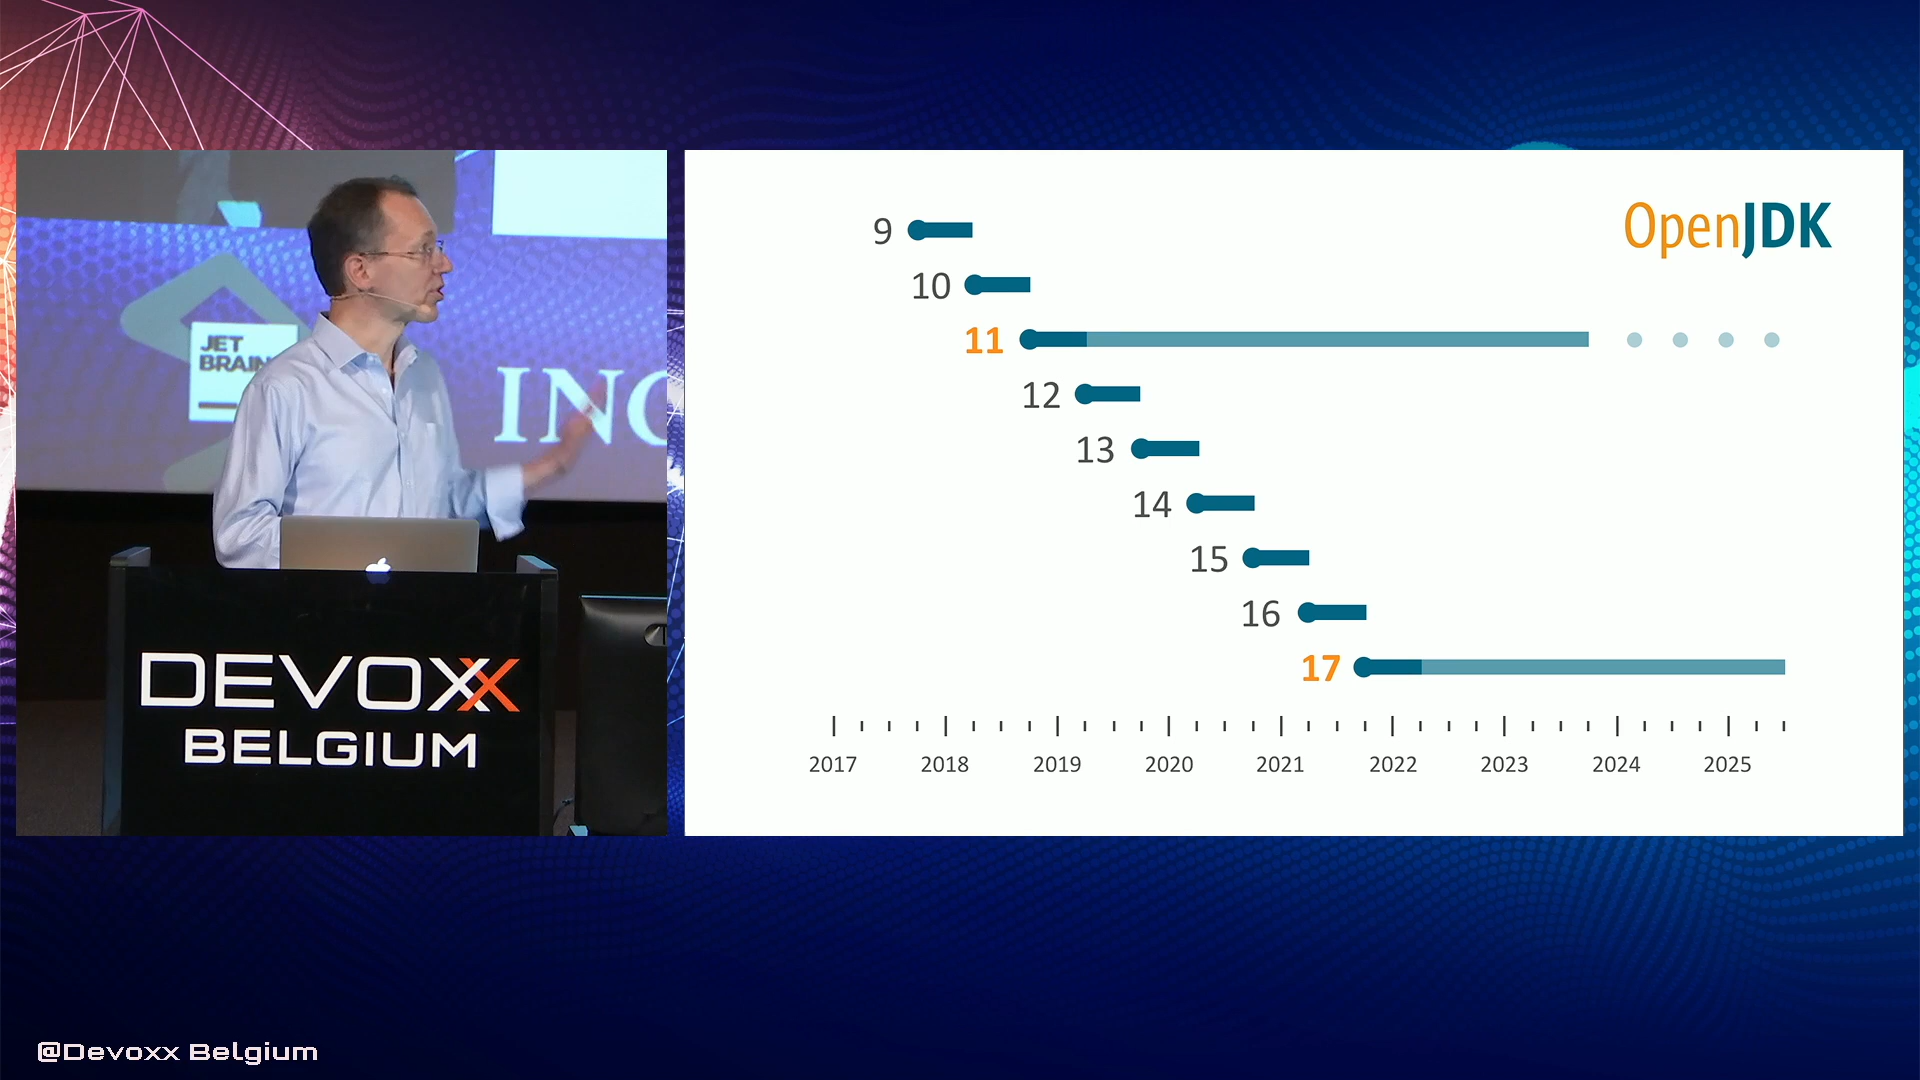 JET
BRAIN
ING
DEVOXX
BELGIUM
OpenJDK
9
10
11
12
13
14
15
16
17
2017 2018 2019 2020 2021 2022 2023 2024 2025
@Devoxx Belgium